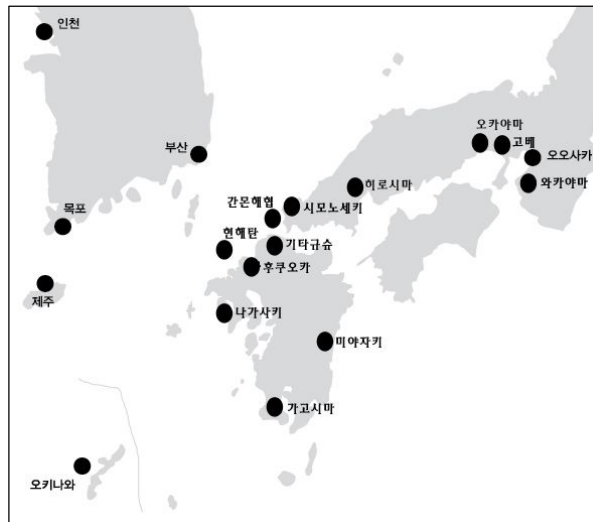 인천
부산
목포
제주
오키나와
현해탄
간몬해협
시모노세키
기타규슈
후쿠오카
나가사키
미야자키
가고시마
히로시마
오카야마
고베
오오사카
와카야마